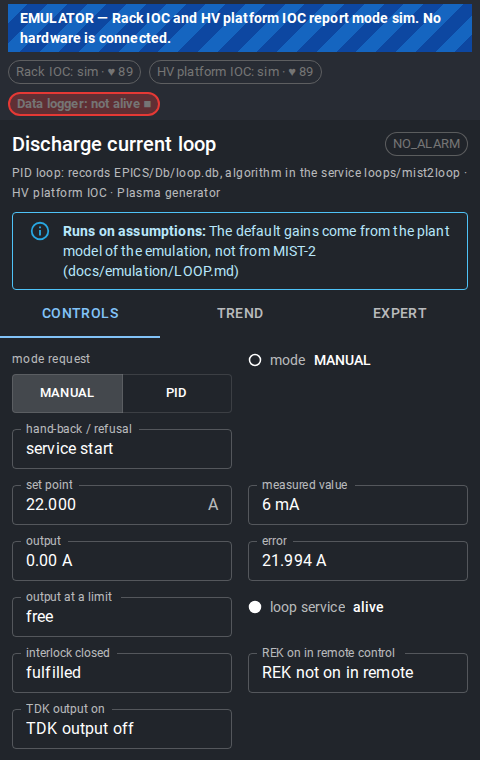 EMULATOR — Rack IOC and HV platform IOC report mode sim. No
hardware is connected.
Rack IOC: sim · ♥ 89
HV platform IOC: sim · ♥ 89
Data logger: not alive ■
Discharge current loop
NO_ALARM
PID loop: records EPICS/Db/loop.db, algorithm in the service loops/mist2loop ·
HV platform IOC · Plasma generator
Runs on assumptions: The default gains come from the plant
model of the emulation, not from MIST-2
(docs/emulation/LOOP.md)
CONTROLS
TREND
EXPERT
mode request
mode MANUAL
MANUAL
PID
hand-back / refusal
service start
set point
22.000 A
measured value
6 mA
output
0.00 A
error
21.994 A
output at a limit
free
loop service alive
interlock closed
fulfilled
REK on in remote control
REK not on in remote
TDK output on
TDK output off